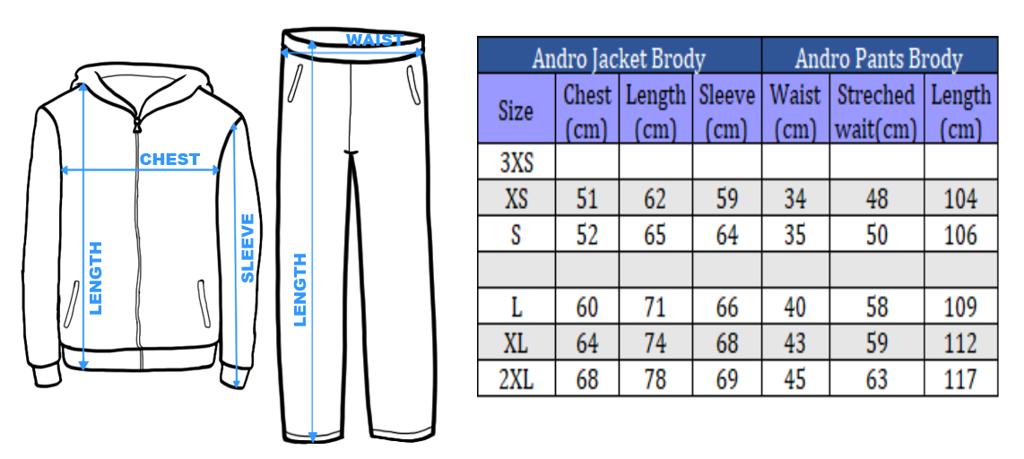 WAIST
CHEST
LENGTH
SLEEVE
LENGTH
Andro Jacket Brody Andro Pants Brody
Size Chest (cm) Length (cm) Sleeve (cm) Waist (cm) Streched wait(cm) Length (cm)
3XS
XS 51 62 59 34 48 104
S 52 65 64 35 50 106
L 60 71 66 40 58 109
XL 64 74 68 43 59 112
2XL 68 78 69 45 63 117